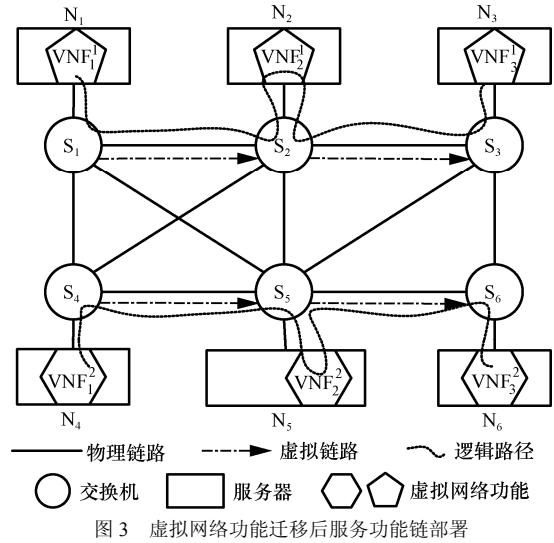 N₁ N₂ N₃
VNF₁¹ VNF₂¹ VNF₃¹
S₁ S₂ S₃
S₄ S₅ S₆
VNF₁² VNF₂² VNF₃²
N₄ N₅ N₆
物理链路 虚拟链路 逻辑路径
交换机 服务器 虚拟网络功能
图 3 虚拟网络功能迁移后服务功能链部署